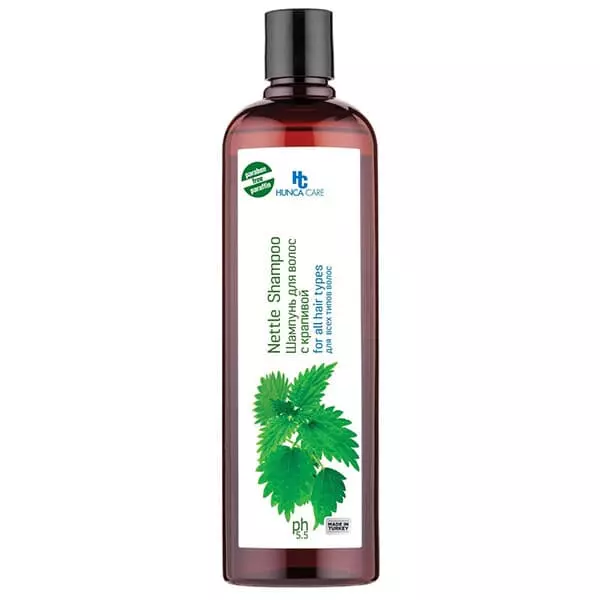 paraben
free
paraffin
HC
HUNCA CARE
Nettle Shampoo
Шампунь для волос
с крапивой
for all hair types
для всех типов волос
ph
5.5
MADE IN
TURKEY